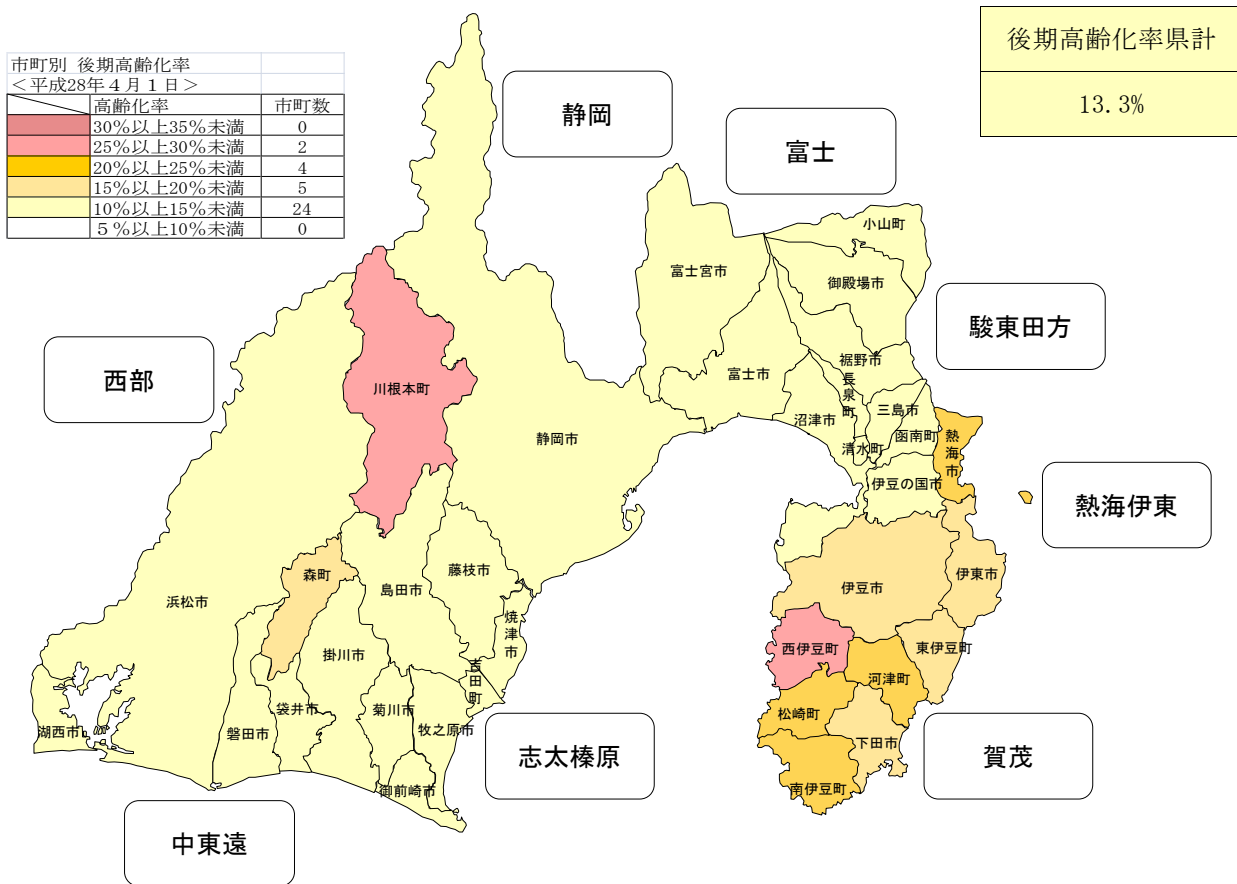 市町別 後期高齢化率
＜平成28年４月１日＞
高齢化率 市町数
30%以上35%未満 0
25%以上30%未満 2
20%以上25%未満 4
15%以上20%未満 5
10%以上15%未満 24
５%以上10%未満 0
後期高齢化率県計
13.3%
静岡
富士
駿東田方
西部
熱海伊東
志太榛原
賀茂
中東遠
小山町
富士宮市
御殿場市
裾野市
富士市
長泉町
川根本町
三島市
沼津市
函南町
静岡市
清水町
熱海市
伊豆の国市
藤枝市
森町
島田市
伊豆市
伊東市
浜松市
焼津市
掛川市
西伊豆町
東伊豆町
吉田町
河津町
袋井市
菊川市
松崎町
湖西市
磐田市
牧之原市
下田市
御前崎市
南伊豆町